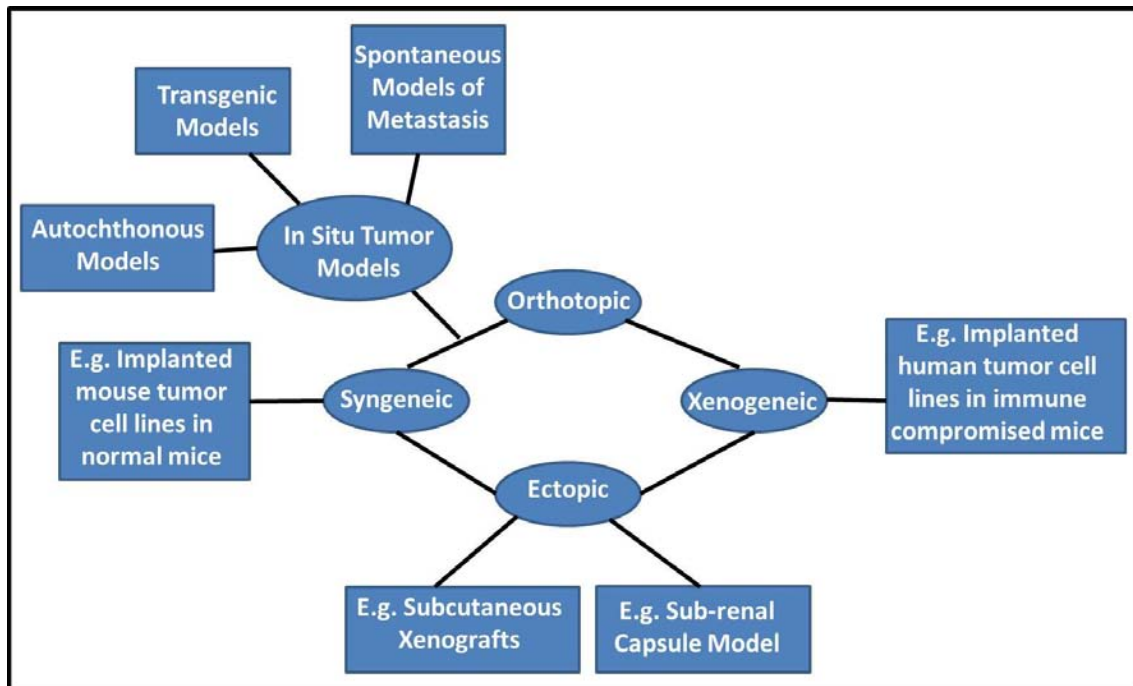 Spontaneous
Models of
Metastasis
Transgenic
Models
Autochthonous
Models
In Situ Tumor
Models
Orthotopic
E.g. Implanted
mouse tumor
cell lines in
normal mice
Syngeneic
Xenogeneic
E.g. Implanted
human tumor cell
lines in immune
compromised mice
Ectopic
E.g. Subcutaneous
Xenografts
E.g. Sub-renal
Capsule Model